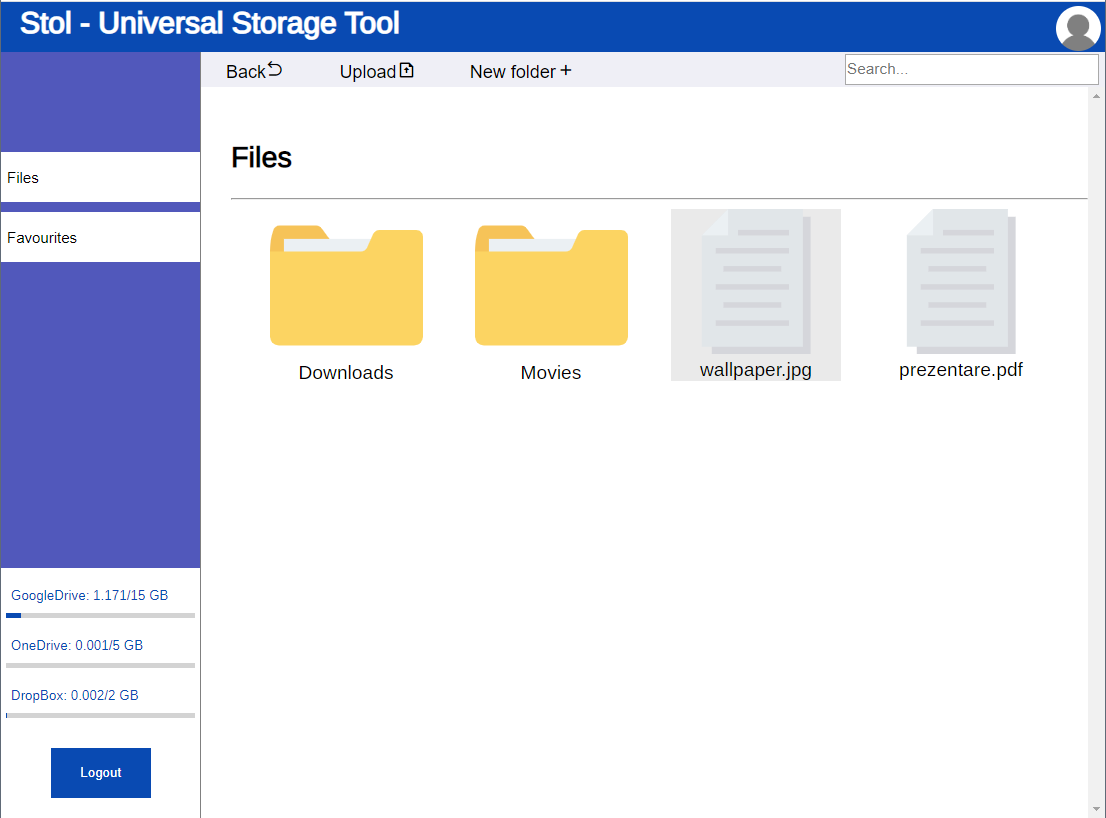 Stol - Universal Storage Tool
Back Upload New folder + Search...
Files
Files
Favourites
Downloads Movies wallpaper.jpg prezentare.pdf
GoogleDrive: 1.171/15 GB
OneDrive: 0.001/5 GB
DropBox: 0.002/2 GB
Logout